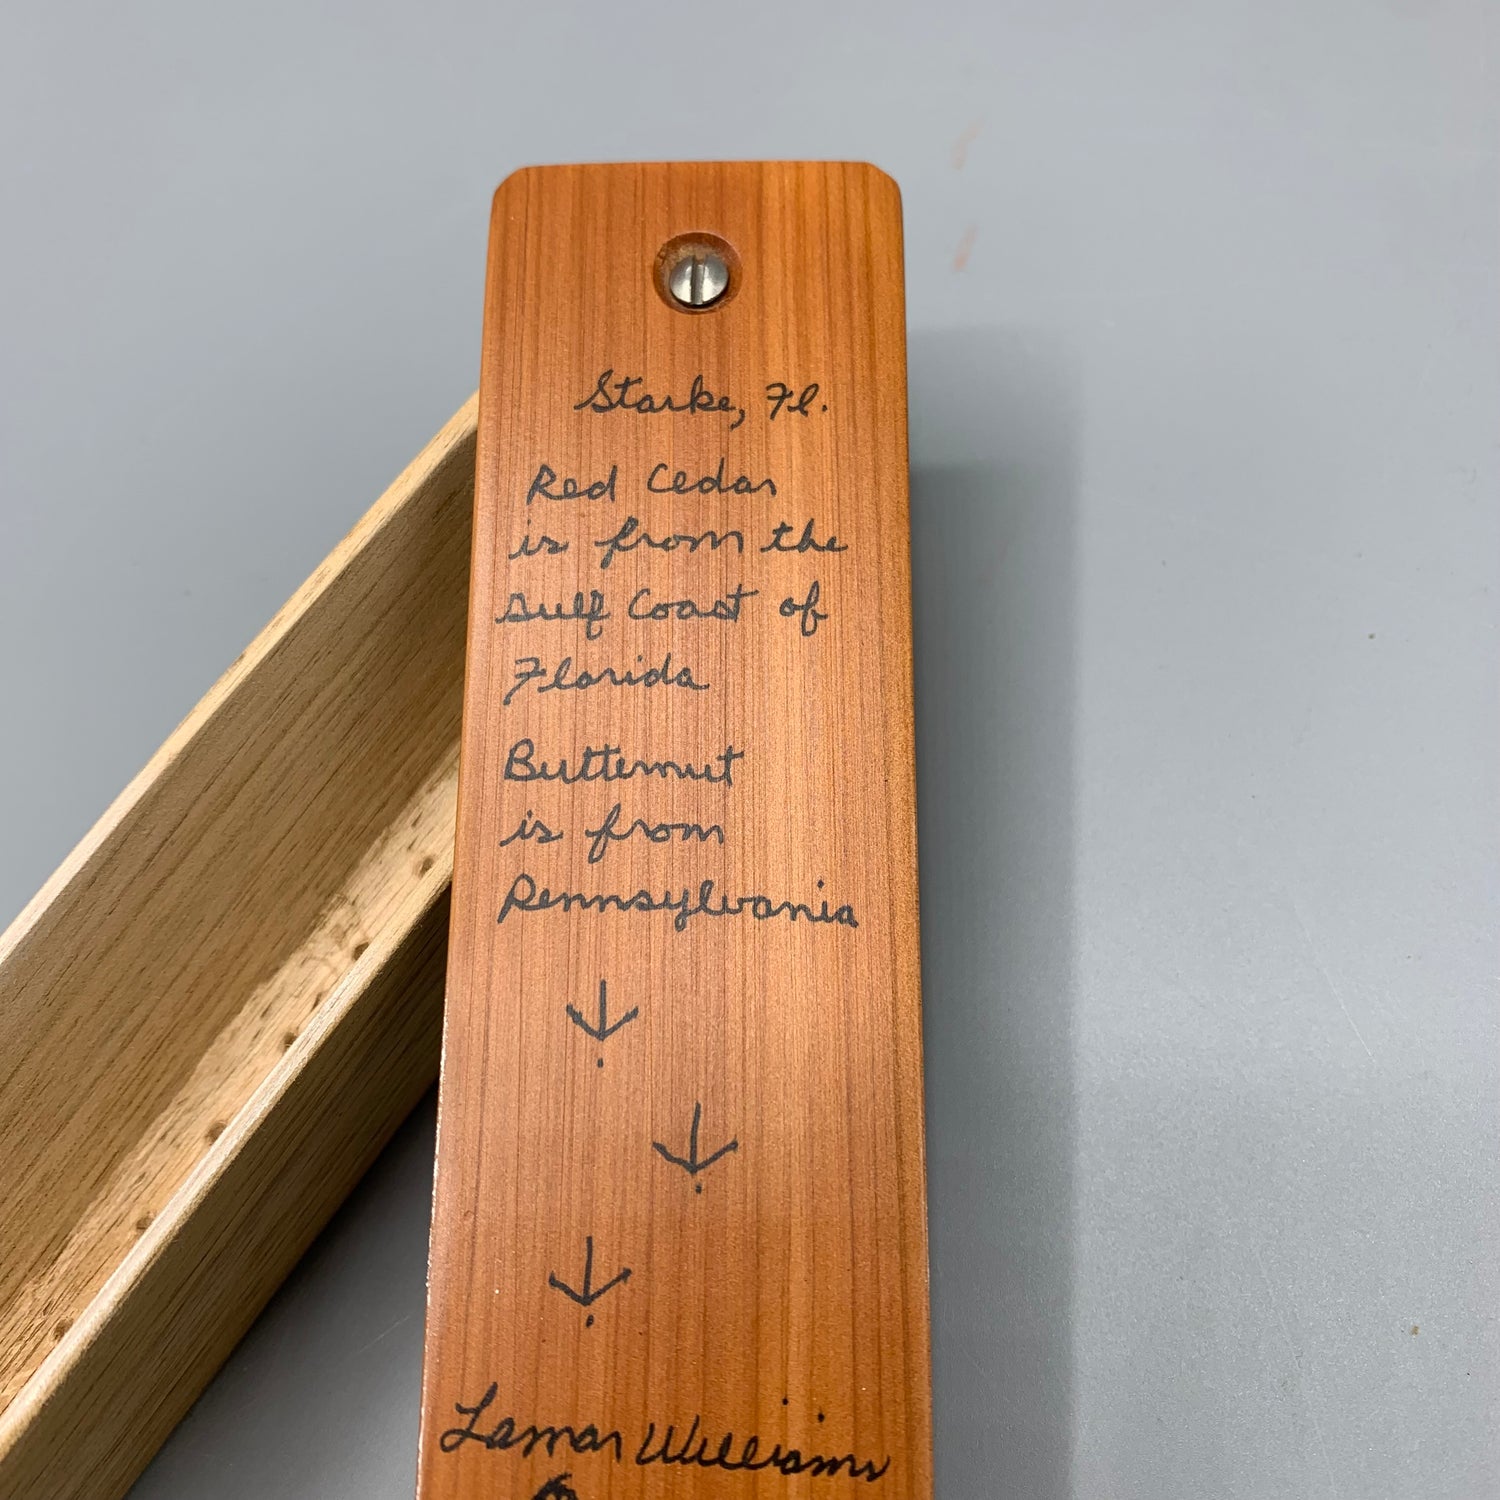 Starke, Fl.
Red Cedar
is from the
Gulf Coast of
Florida
Butternut
is from
Pennsylvania
Lamar Williams